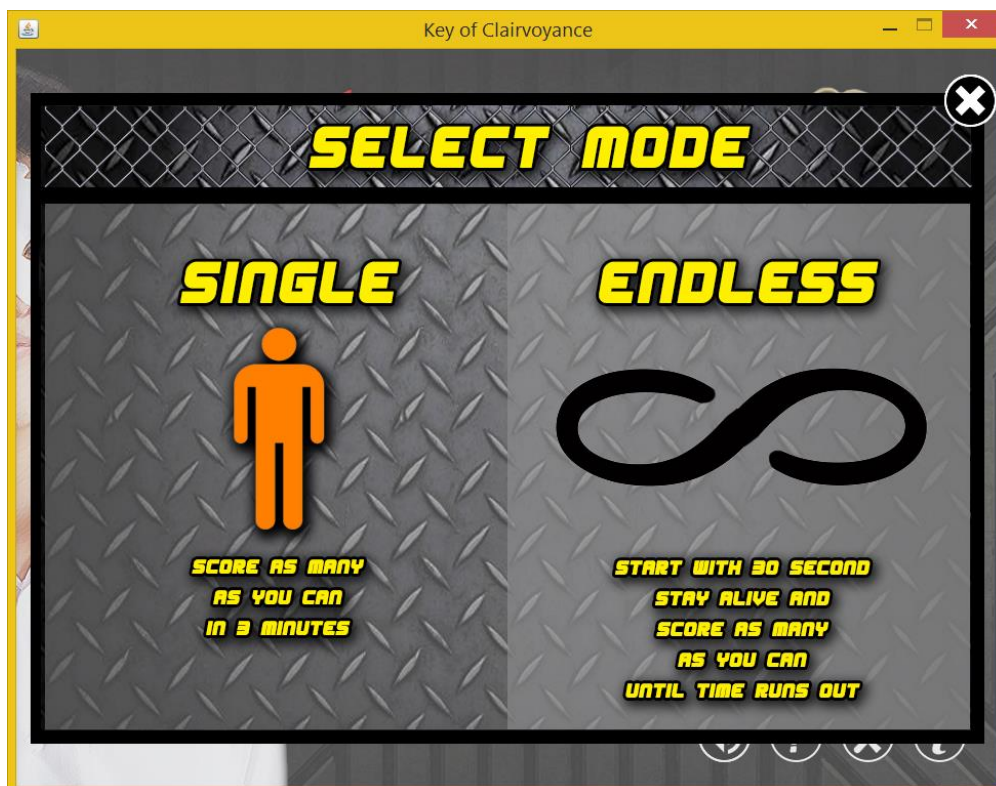 Key of Clairvoyance
SELECT MODE
SINGLE
SCORE AS MANY
AS YOU CAN
IN 3 MINUTES
ENDLESS
START WITH 30 SECOND
STAY ALIVE AND
SCORE AS MANY
AS YOU CAN
UNTIL TIME RUNS OUT